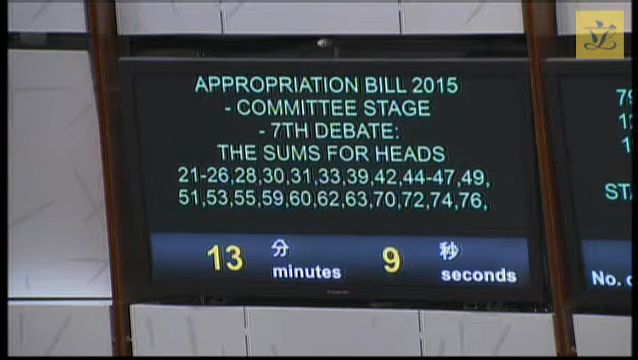 APPROPRIATION BILL 2015
- COMMITTEE STAGE
- 7TH DEBATE:
THE SUMS FOR HEADS
21-26,28,30,31,33,39,42,44-47,49,
51,53,55,59,60,62,63,70,72,74,76,
13 分 minutes 9 秒 seconds
No.